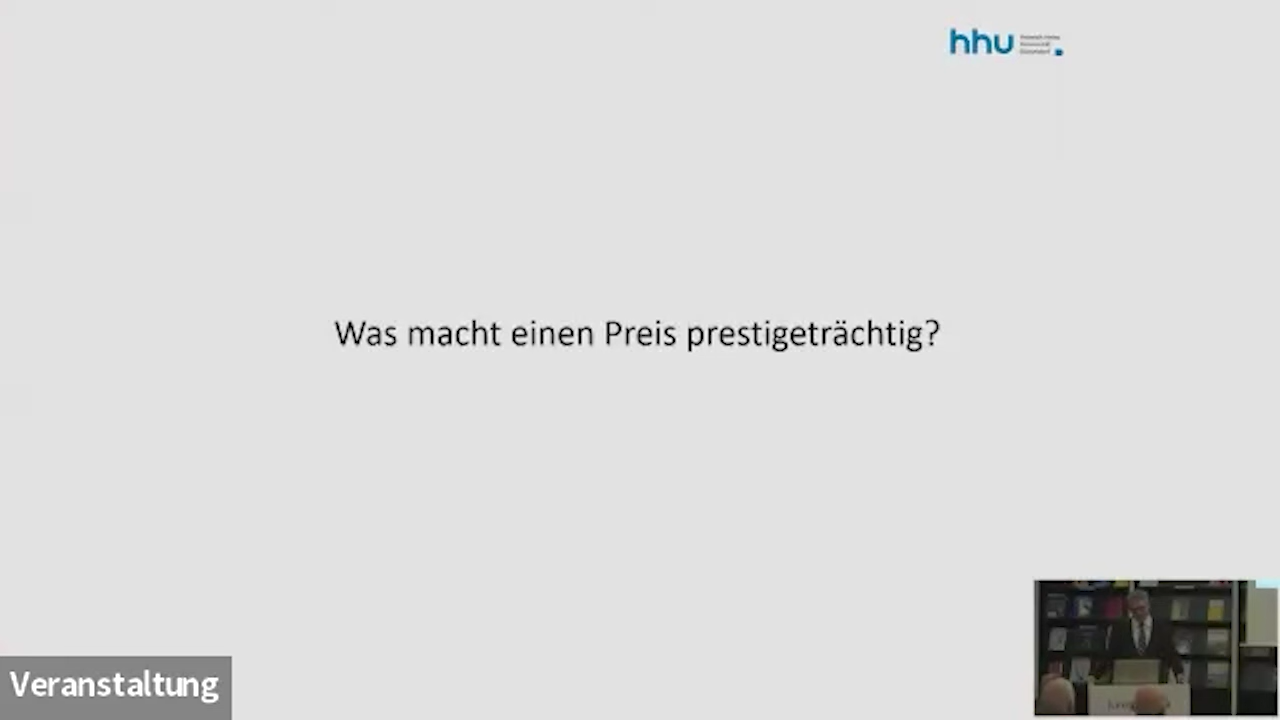 hhu
Was macht einen Preis prestigeträchtig?
Veranstaltung